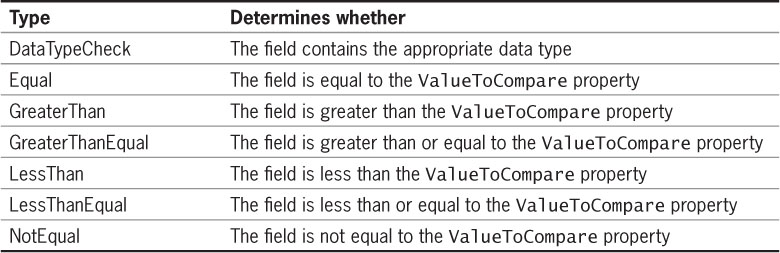 Type Determines whether
DataTypeCheck The field contains the appropriate data type
Equal The field is equal to the ValueToCompare property
GreaterThan The field is greater than the ValueToCompare property
GreaterThanEqual The field is greater than or equal to the ValueToCompare property
LessThan The field is less than the ValueToCompare property
LessThanEqual The field is less than or equal to the ValueToCompare property
NotEqual The field is not equal to the ValueToCompare property